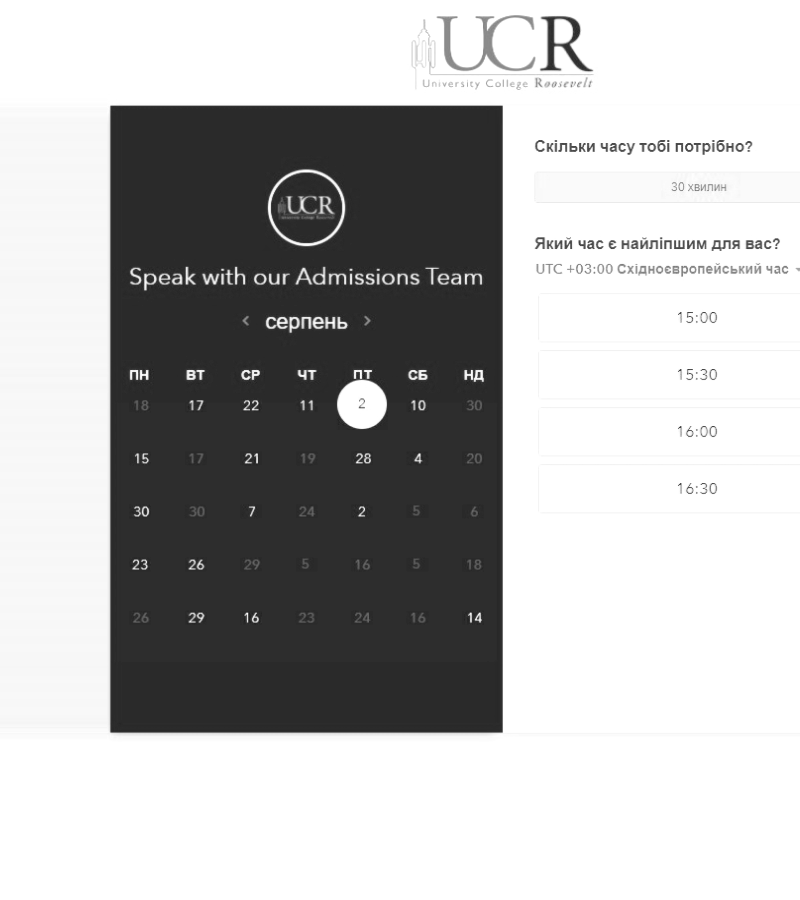 UCR
University College Roosevelt
Скільки часу тобі потрібно?
30 хвилин
Який час є найліпшим для вас?
UTC +03:00 Східноєвропейський час
15:00
15:30
16:00
16:30
UCR
University College Roosevelt
Speak with our Admissions Team
серпень
ПН ВТ СР ЧТ ПТ СБ НД
18 17 22 11 2 10 30
15 17 21 19 28 4 20
30 30 7 24 2 5 6
23 26 29 5 16 5 18
26 29 16 23 24 16 14